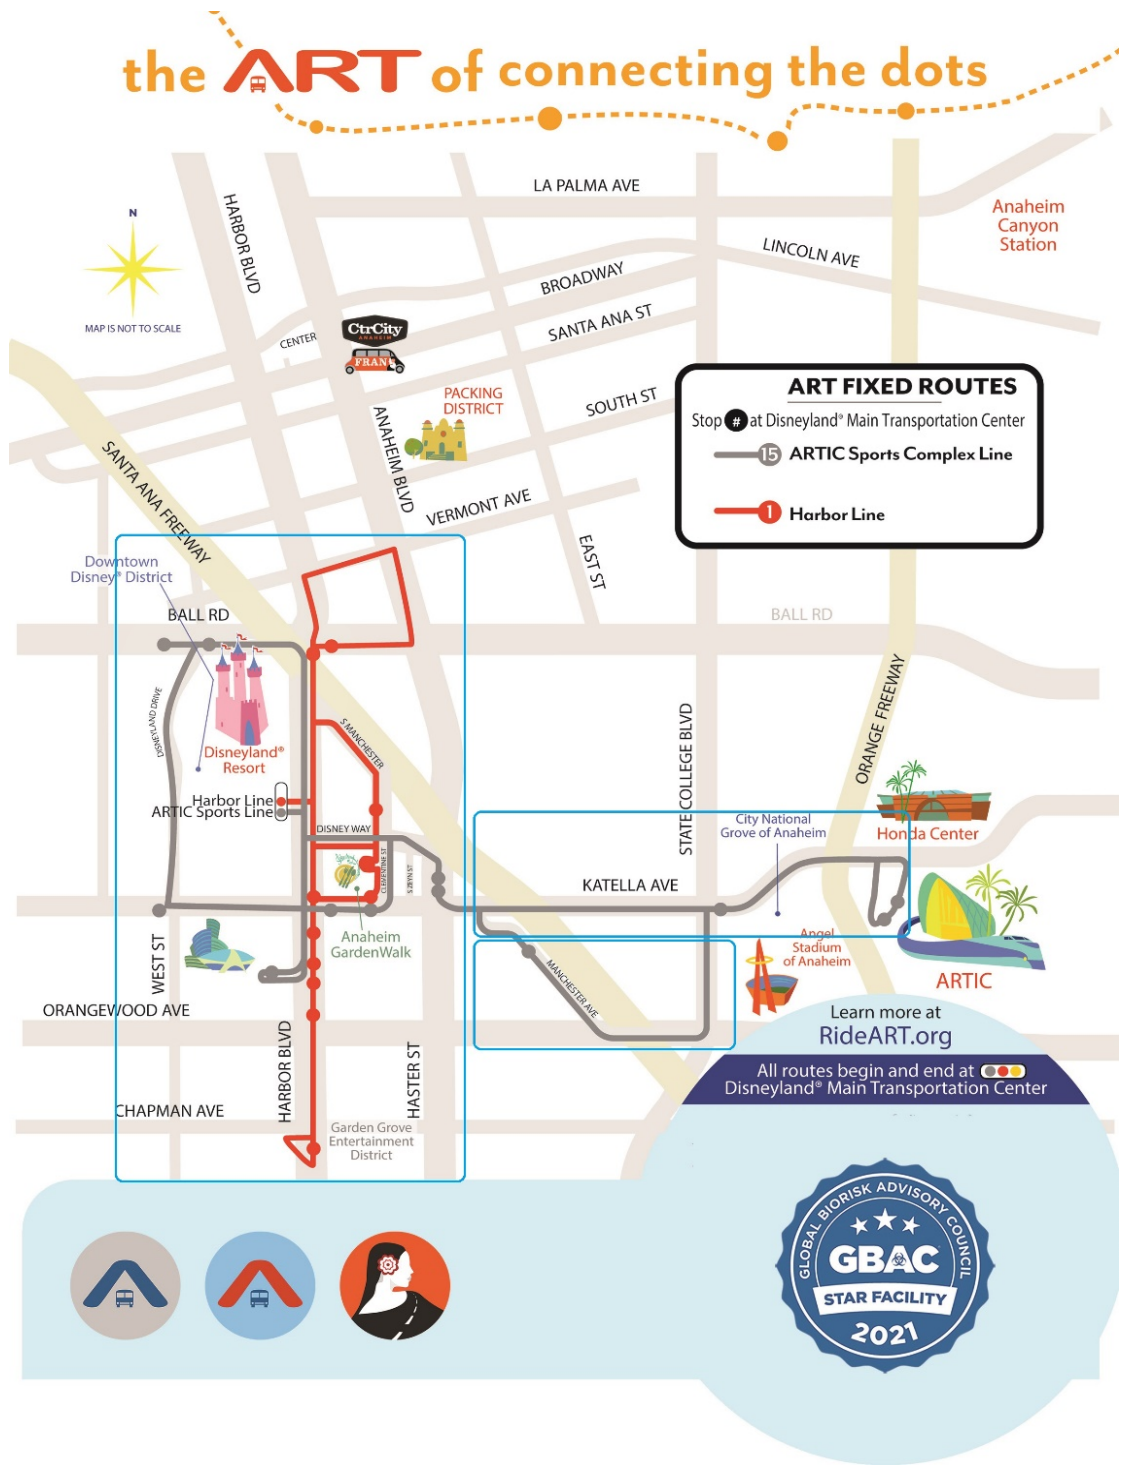 the ART of connecting the dots
LA PALMA AVE
HARBOR BLVD
Anaheim
Canyon
Station
N
LINCOLN AVE
BROADWAY
MAP IS NOT TO SCALE
SANTA ANA ST
CENTER
CtrCity
ANAHEIM
FRAN
PACKING
DISTRICT
SOUTH ST
ANAHEIM BLVD
ART FIXED ROUTES
Stop # at Disneyland® Main Transportation Center
15 ARTIC Sports Complex Line
1 Harbor Line
SANTA ANA FREEWAY
VERMONT AVE
EAST ST
Downtown
Disney® District
BALL RD
BALL RD
DISNEYLAND DRIVE
S MANCHESTER
Disneyland®
Resort
ORANGE FREEWAY
STATE COLLEGE BLVD
Harbor Line
ARTIC Sports Line
DISNEY WAY
City National
Grove of Anaheim
Honda Center
CLEMENTINE ST
KATELLA AVE
Anaheim
GardenWalk
WEST ST
Angel
Stadium
of Anaheim
MANCHESTER AVE
ARTIC
ORANGEWOOD AVE
HARBOR BLVD
HASTER ST
Learn more at
RideART.org
All routes begin and end at
Disneyland® Main Transportation Center
CHAPMAN AVE
Garden Grove
Entertainment
District
GLOBAL BIORISK ADVISORY COUNCIL
GBAC
STAR FACILITY
2021